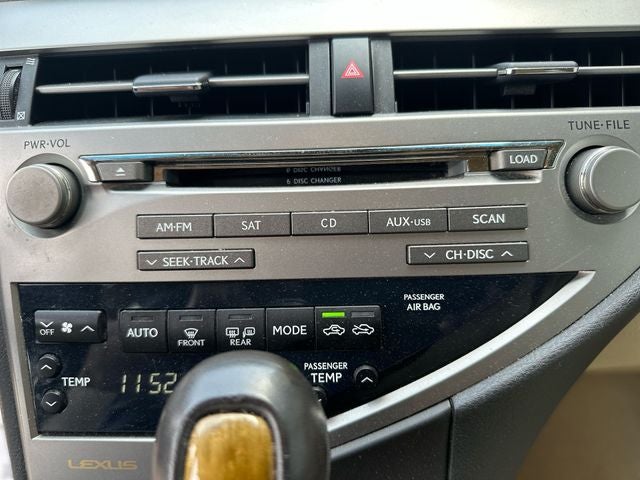 PWR·VOL
TUNE·FILE
LOAD
6 DISC CHANGER
AM·FM SAT CD AUX·USB SCAN
SEEK·TRACK CH·DISC
PASSENGER
AIR BAG
OFF AUTO FRONT REAR MODE
TEMP
PASSENGER
TEMP
1152
LEXUS